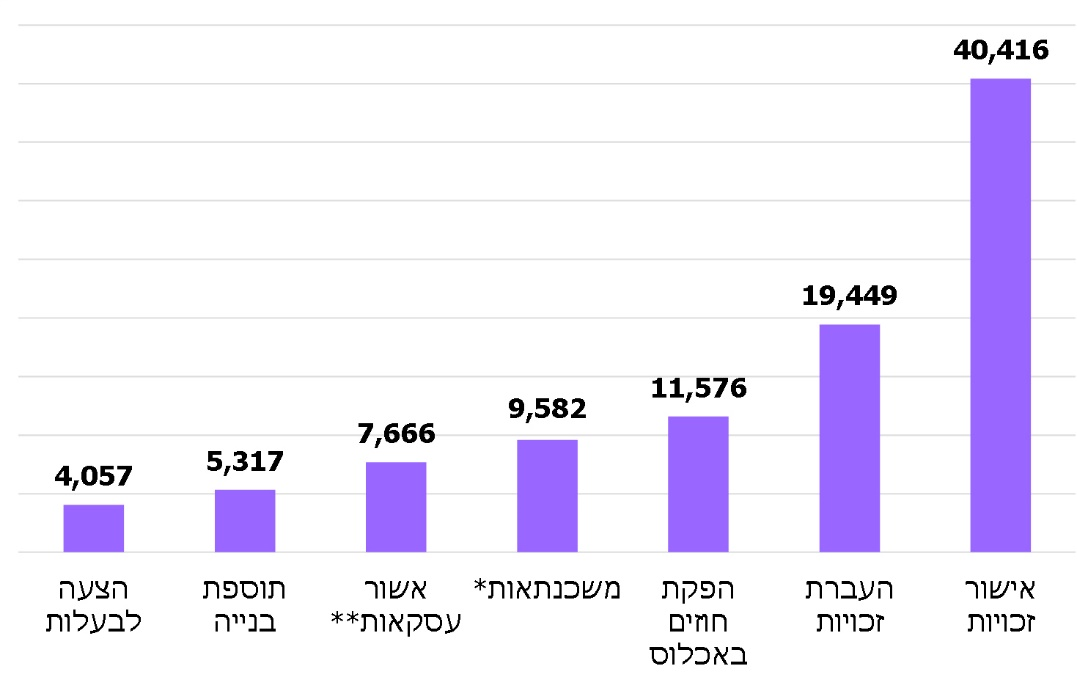 40,416
19,449
11,576
9,582
7,666
5,317
4,057
אישור
זכויות
העברת
זכויות
הפקת
חוזים
באכלוס
משכנתאות*
אשור
עסקאות**
תוספת
בנייה
הצעה
לבעלות